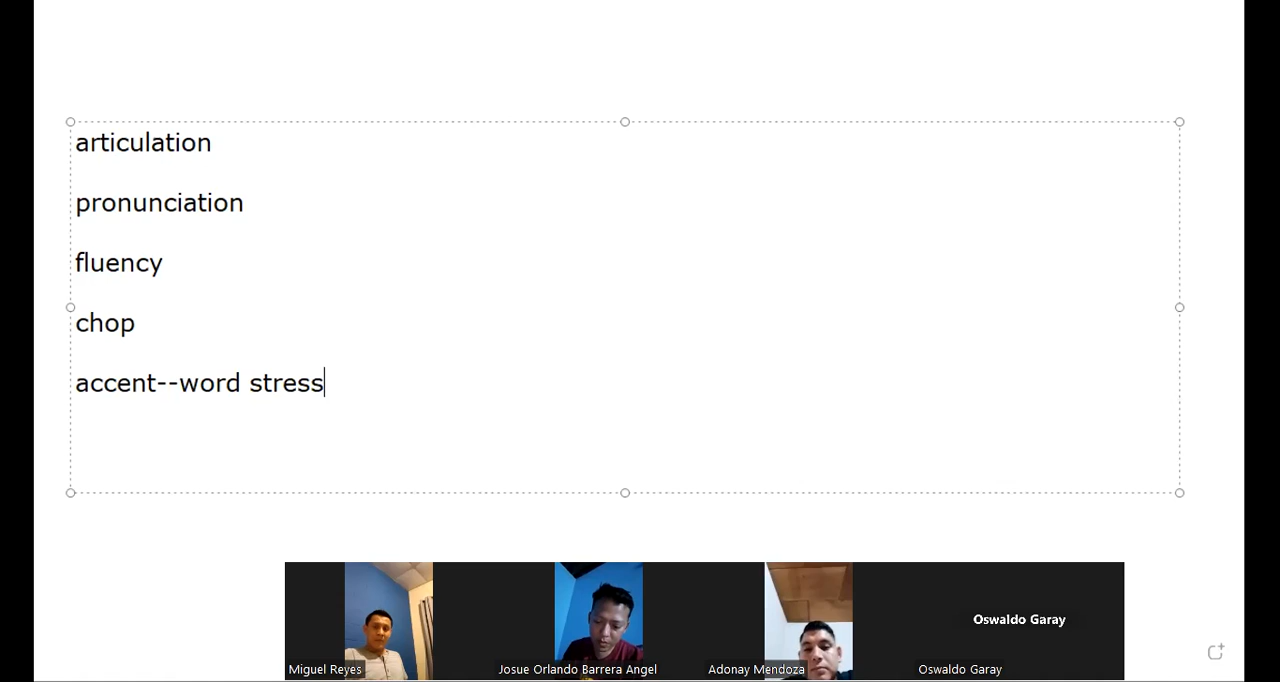 articulation
pronunciation
fluency
chop
accent--word stress
Oswaldo Garay
Miguel Reyes
Josue Orlando Barrera Angel
Adonay Mendoza
Oswaldo Garay